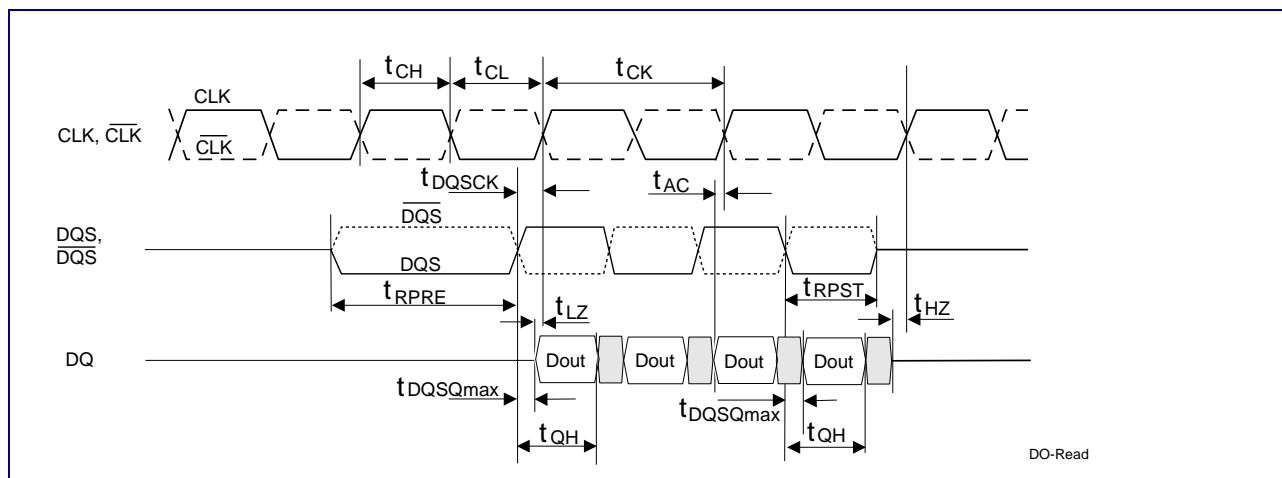 tCH
tCL
tCK
CLK
CLK, CLK
CLK
tDQSCK
tAC
DQS
DQS,
DQS
DQS
tRPRE
tRPST
tLZ
tHZ
DQ
Dout
Dout
Dout
Dout
tDQSQmax
tDQSQmax
tQH
tQH
DO-Read